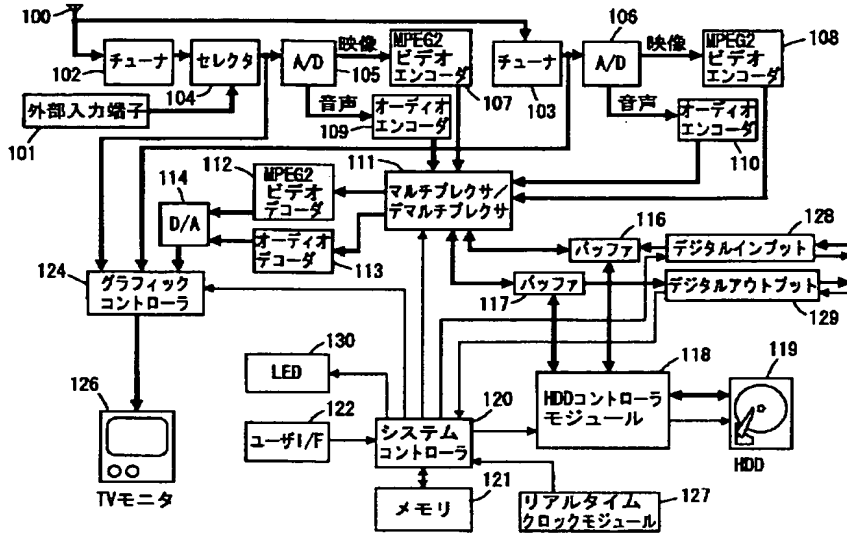 100
チューナ
102
セレクタ
104
A/D
105
映像
MPEG2
ビデオ
エンコーダ
107
音声
オーディオ
エンコーダ
109
チューナ
103
106
A/D
映像
MPEG2
ビデオ
エンコーダ
108
音声
オーディオ
エンコーダ
110
外部入力端子
101
111
マルチプレクサ/
デマルチプレクサ
112
MPEG2
ビデオ
デコーダ
114
D/A
オーディオ
デコーダ
113
116
バッファ
バッファ
117
128
デジタルインプット
デジタルアウトプット
129
124
グラフィック
コントローラ
126
TVモニタ
130
LED
122
ユーザI/F
120
システム
コントローラ
メモリ
121
118
HDDコントローラ
モジュール
119
HDD
リアルタイム
クロックモジュール
127